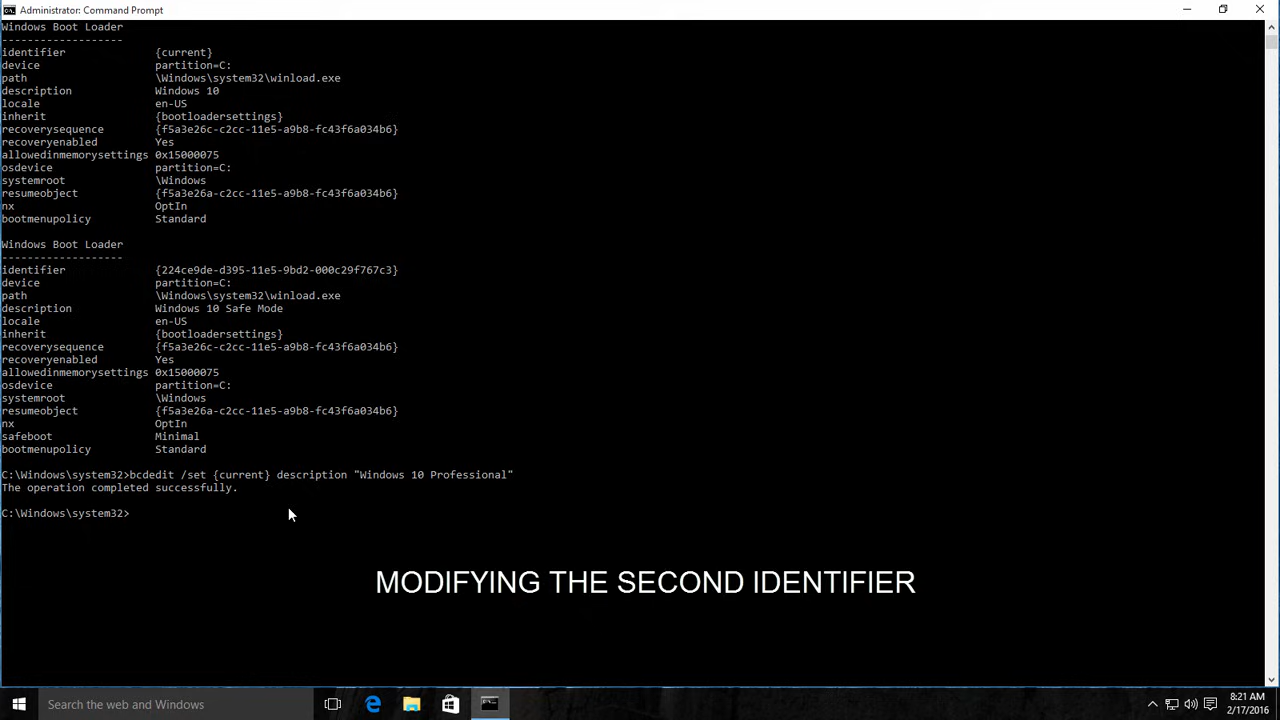 Administrator: Command Prompt
Windows Boot Loader
-------------------
identifier              {current}
device                  partition=C:
path                    \Windows\system32\winload.exe
description             Windows 10
locale                  en-US
inherit                 {bootloadersettings}
recoverysequence        {f5a3e26c-c2cc-11e5-a9b8-fc43f6a034b6}
recoveryenabled         Yes
allowedinmemorysettings 0x15000075
osdevice                partition=C:
systemroot              \Windows
resumeobject            {f5a3e26a-c2cc-11e5-a9b8-fc43f6a034b6}
nx                      OptIn
bootmenupolicy          Standard
Windows Boot Loader
-------------------
identifier              {224ce9de-d395-11e5-9bd2-000c29f767c3}
device                  partition=C:
path                    \Windows\system32\winload.exe
description             Windows 10 Safe Mode
locale                  en-US
inherit                 {bootloadersettings}
recoverysequence        {f5a3e26c-c2cc-11e5-a9b8-fc43f6a034b6}
recoveryenabled         Yes
allowedinmemorysettings 0x15000075
osdevice                partition=C:
systemroot              \Windows
resumeobject            {f5a3e26a-c2cc-11e5-a9b8-fc43f6a034b6}
nx                      OptIn
safeboot                Minimal
bootmenupolicy          Standard
C:\Windows\system32>bcdedit /set {current} description "Windows 10 Professional"
The operation completed successfully.
C:\Windows\system32>
MODIFYING THE SECOND IDENTIFIER
Search the web and Windows
8:21 AM
2/17/2016